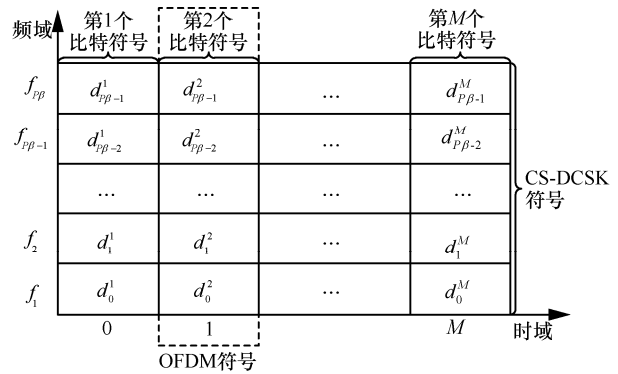 频域
第1个
比特符号
第2个
比特符号
第M个
比特符号
f_{Pβ} d^1_{Pβ-1} d^2_{Pβ-1} ... d^M_{Pβ-1}
f_{Pβ-1} d^1_{Pβ-2} d^2_{Pβ-2} ... d^M_{Pβ-2}
... ... ... ...
CS-DCSK
符号
f_2 d^1_1 d^2_1 ... d^M_1
f_1 d^1_0 d^2_0 ... d^M_0
0 1 M 时域
OFDM符号